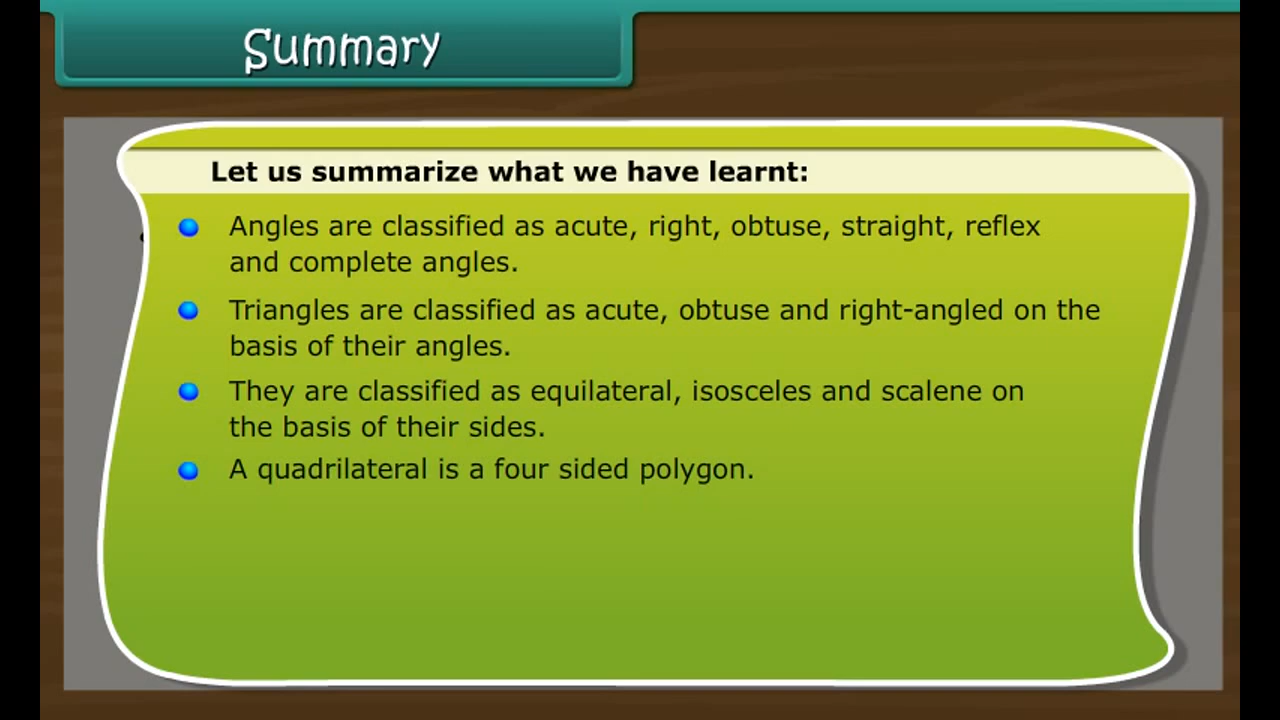 Summary
Let us summarize what we have learnt:
Angles are classified as acute, right, obtuse, straight, reflex
and complete angles.
Triangles are classified as acute, obtuse and right-angled on the
basis of their angles.
They are classified as equilateral, isosceles and scalene on
the basis of their sides.
A quadrilateral is a four sided polygon.